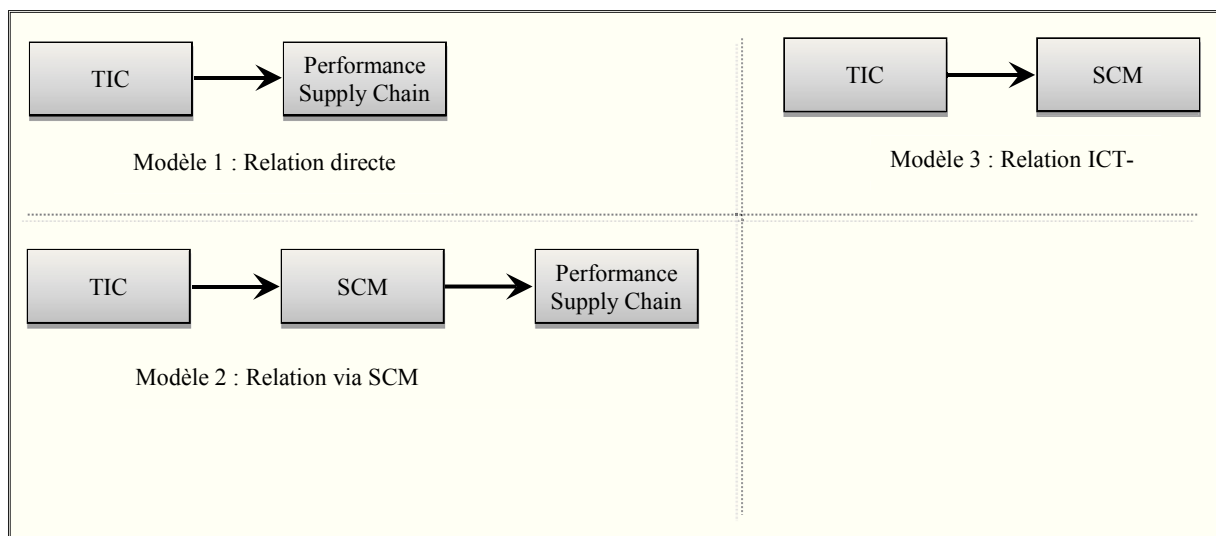 TIC
Performance
Supply Chain
Modèle 1 : Relation directe
TIC
SCM
Modèle 3 : Relation ICT-
TIC
SCM
Performance
Supply Chain
Modèle 2 : Relation via SCM